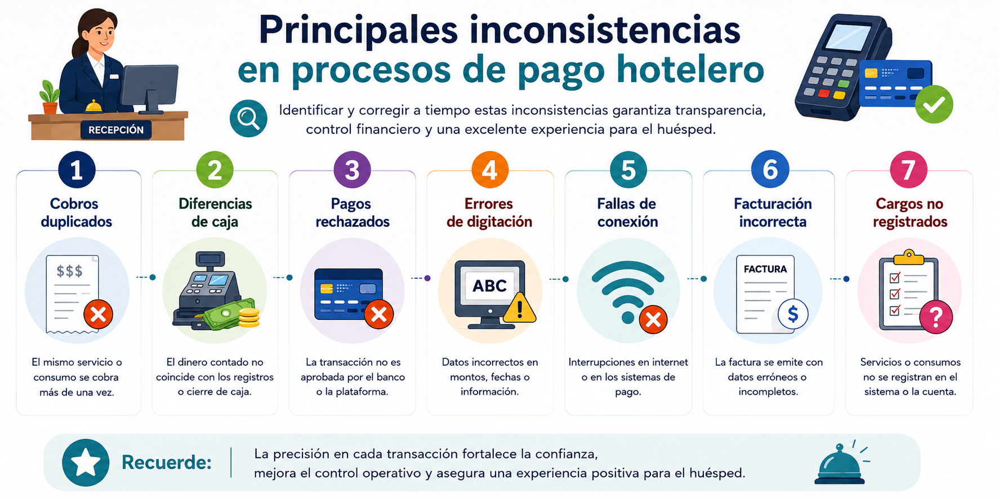 Principales inconsistencias
en procesos de pago hotelero
Identificar y corregir a tiempo estas inconsistencias garantiza transparencia,
control financiero y una excelente experiencia para el huésped.
RECEPCIÓN
1
Cobros
duplicados
$$$
El mismo servicio o
consumo se cobra
más de una vez.
2
Diferencias
de caja
El dinero contado no
coincide con los registros
o cierre de caja.
3
Pagos
rechazados
La transacción no es
aprobada por el banco
o la plataforma.
4
Errores
de digitación
ABC
!
Datos incorrectos en
montos, fechas o
información.
5
Fallas de
conexión
Interrupciones en internet
o en los sistemas de
pago.
6
Facturación
incorrecta
FACTURA
$
La factura se emite con
datos erróneos o
incompletos.
7
Cargos no
registrados
?
Servicios o consumos
no se registran en el
sistema o la cuenta.
Recuerde:
La precisión en cada transacción fortalece la confianza,
mejora el control operativo y asegura una experiencia positiva para el huésped.